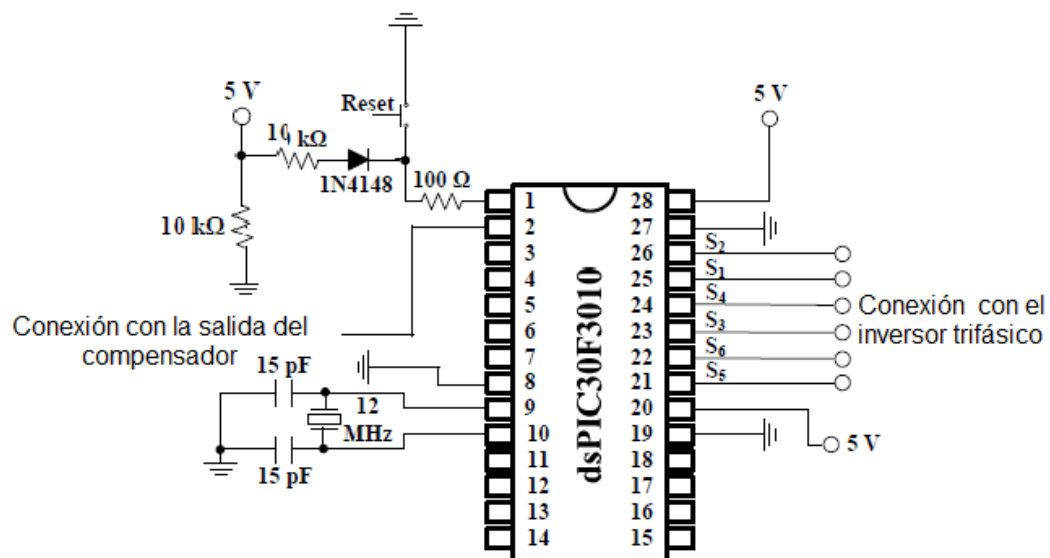 5 V
Reset
10 kΩ
1N4148
100 Ω
10 kΩ
Conexión con la salida del
compensador
15 pF
12
MHz
15 pF
dsPIC30F3010
1
2
3
4
5
6
7
8
9
10
11
12
13
14
28
27
26
25
24
23
22
21
20
19
18
17
16
15
5 V
S2
S1
S4
S3
S6
S5
Conexión con el
inversor trifásico
5 V